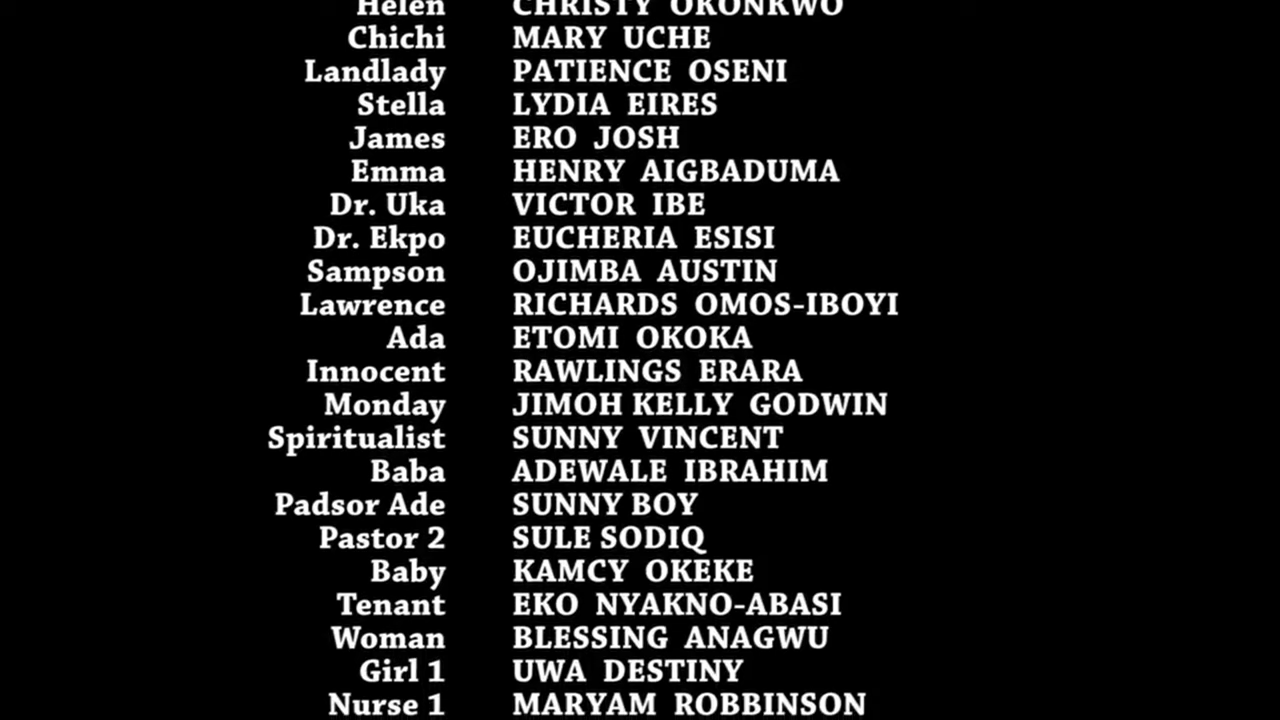 Helen CHRISTY OKONKWO
Chichi MARY UCHE
Landlady PATIENCE OSENI
Stella LYDIA EIRES
James ERO JOSH
Emma HENRY AIGBADUMA
Dr. Uka VICTOR IBE
Dr. Ekpo EUCHERIA ESISI
Sampson OJIMBA AUSTIN
Lawrence RICHARDS OMOS-IBOYI
Ada ETOMI OKOKA
Innocent RAWLINGS ERARA
Monday JIMOH KELLY GODWIN
Spiritualist SUNNY VINCENT
Baba ADEWALE IBRAHIM
Padsor Ade SUNNY BOY
Pastor 2 SULE SODIQ
Baby KAMCY OKEKE
Tenant EKO NYAKNO-ABASI
Woman BLESSING ANAGWU
Girl 1 UWA DESTINY
Nurse 1 MARYAM ROBBINSON